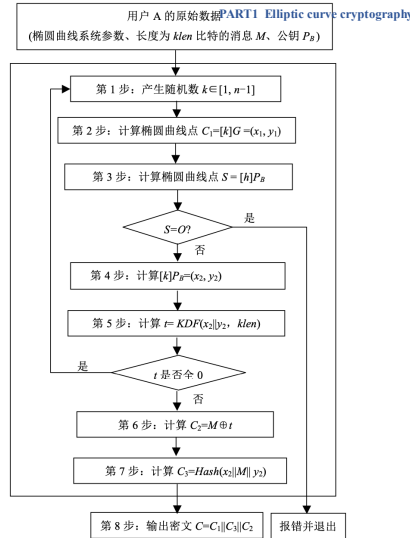 用户 A 的原始数据PART1 Elliptic curve cryptography
(椭圆曲线系统参数、长度为 klen 比特的消息 M、公钥 PB)
第 1 步：产生随机数 k∈[1, n−1]
第 2 步：计算椭圆曲线点 C1=[k]G =(x1, y1)
第 3 步：计算椭圆曲线点 S = [h]PB
是
S=O?
否
第 4 步：计算[k]PB=(x2, y2)
第 5 步：计算 t= KDF(x2||y2，klen)
是
t 是否全 0
否
第 6 步：计算 C2=M⊕t
第 7 步：计算 C3=Hash(x2||M|| y2)
第 8 步：输出密文 C=C1||C3||C2
报错并退出